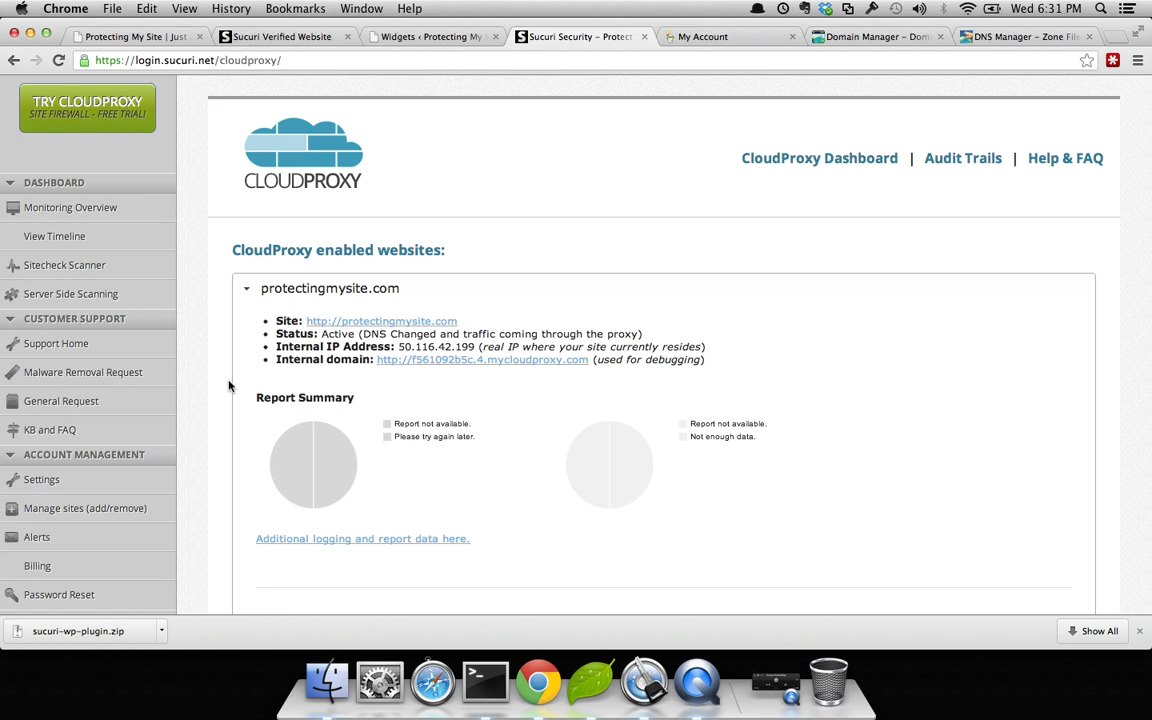 Chrome File Edit View History Bookmarks Window Help Wed 6:31 PM
Protecting My Site | Just
Sucuri Verified Website
Widgets ‹ Protecting My S
Sucuri Security – Protect
My Account
Domain Manager – Dom
DNS Manager – Zone File
https://login.sucuri.net/cloudproxy/
TRY CLOUDPROXY
SITE FIREWALL - FREE TRIAL!
DASHBOARD
Monitoring Overview
View Timeline
Sitecheck Scanner
Server Side Scanning
CUSTOMER SUPPORT
Support Home
Malware Removal Request
General Request
KB and FAQ
ACCOUNT MANAGEMENT
Settings
Manage sites (add/remove)
Alerts
Billing
Password Reset
CLOUDPROXY
CloudProxy Dashboard | Audit Trails | Help & FAQ
CloudProxy enabled websites:
protectingmysite.com
Site: http://protectingmysite.com
Status: Active (DNS Changed and traffic coming through the proxy)
Internal IP Address: 50.116.42.199 (real IP where your site currently resides)
Internal domain: http://f561092b5c.4.mycloudproxy.com (used for debugging)
Report Summary
Report not available.
Please try again later.
Report not available.
Not enough data.
Additional logging and report data here.
sucuri-wp-plugin.zip
Show All